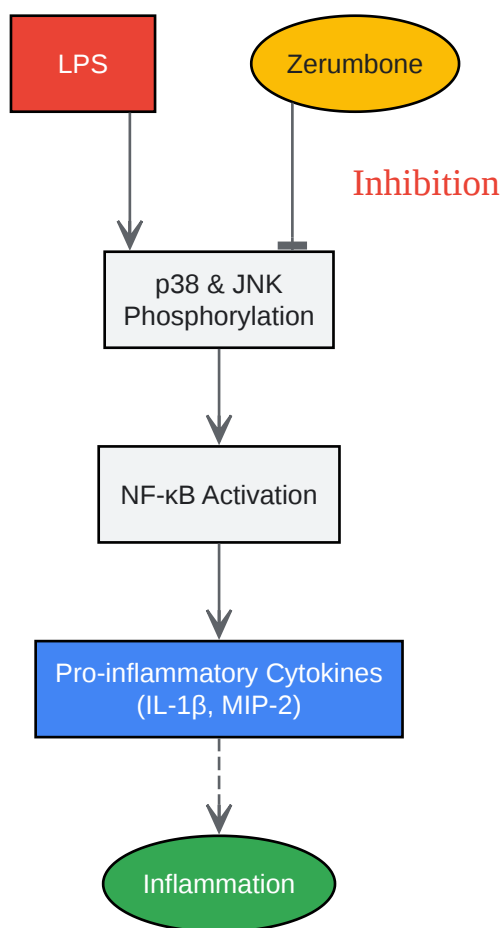 LPS
Zerumbone
Inhibition
p38 & JNK
Phosphorylation
NF-κB Activation
Pro-inflammatory Cytokines
(IL-1β, MIP-2)
Inflammation